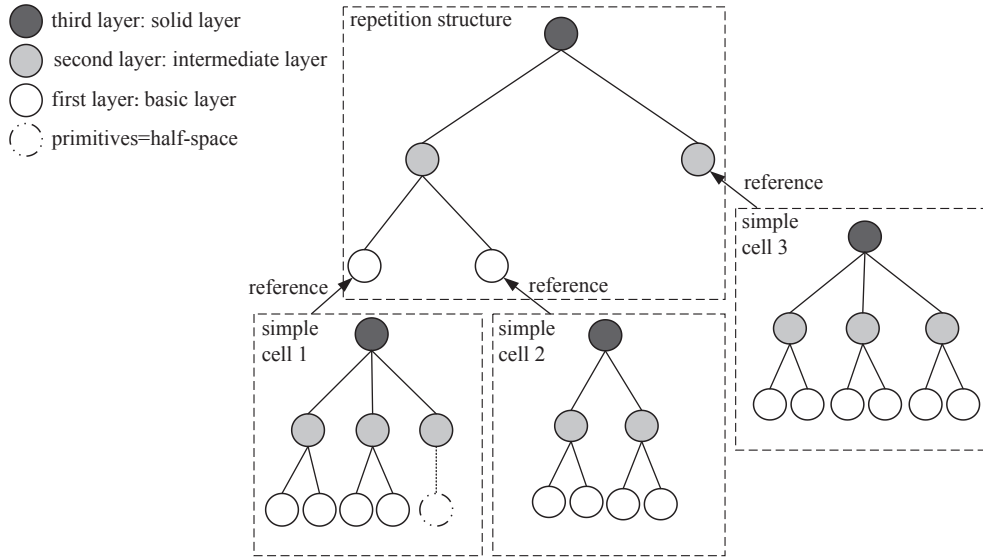 third layer: solid layer
second layer: intermediate layer
first layer: basic layer
primitives=half-space
repetition structure
reference
simple
cell 3
reference
reference
simple
cell 1
simple
cell 2